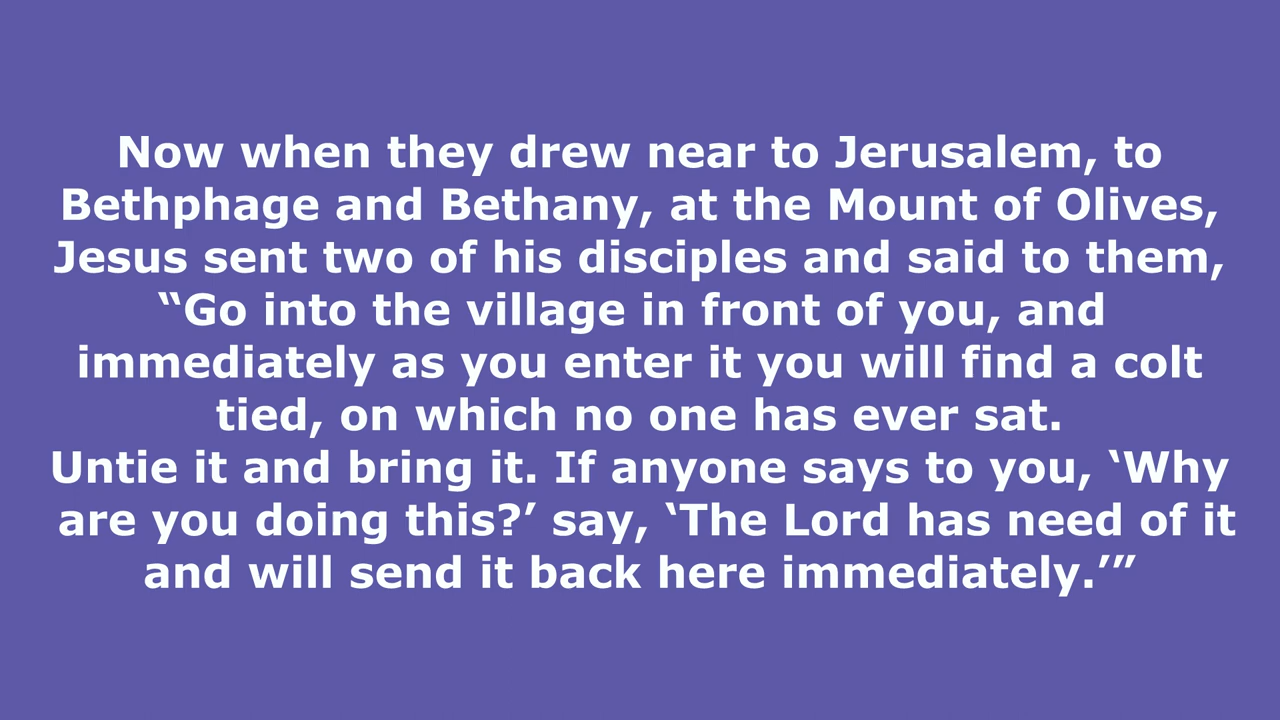 Now when they drew near to Jerusalem, to
Bethphage and Bethany, at the Mount of Olives,
Jesus sent two of his disciples and said to them,
“Go into the village in front of you, and
immediately as you enter it you will find a colt
tied, on which no one has ever sat.
Untie it and bring it. If anyone says to you, ‘Why
are you doing this?’ say, ‘The Lord has need of it
and will send it back here immediately.’”